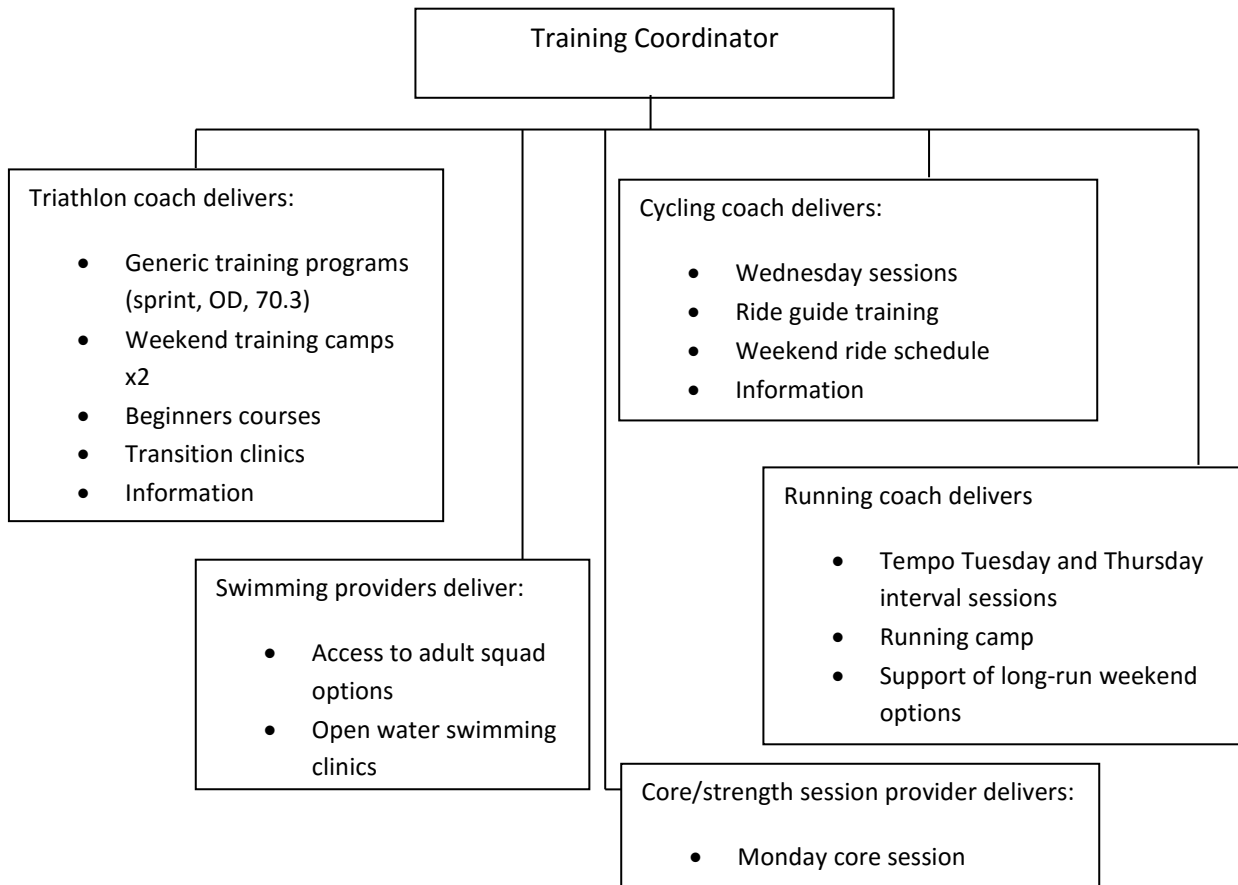 Training Coordinator
Triathlon coach delivers:
• Generic training programs
(sprint, OD, 70.3)
• Weekend training camps
x2
• Beginners courses
• Transition clinics
• Information
Cycling coach delivers:
• Wednesday sessions
• Ride guide training
• Weekend ride schedule
• Information
Running coach delivers
• Tempo Tuesday and Thursday
interval sessions
• Running camp
• Support of long-run weekend
options
Swimming providers deliver:
• Access to adult squad
options
• Open water swimming
clinics
Core/strength session provider delivers:
• Monday core session